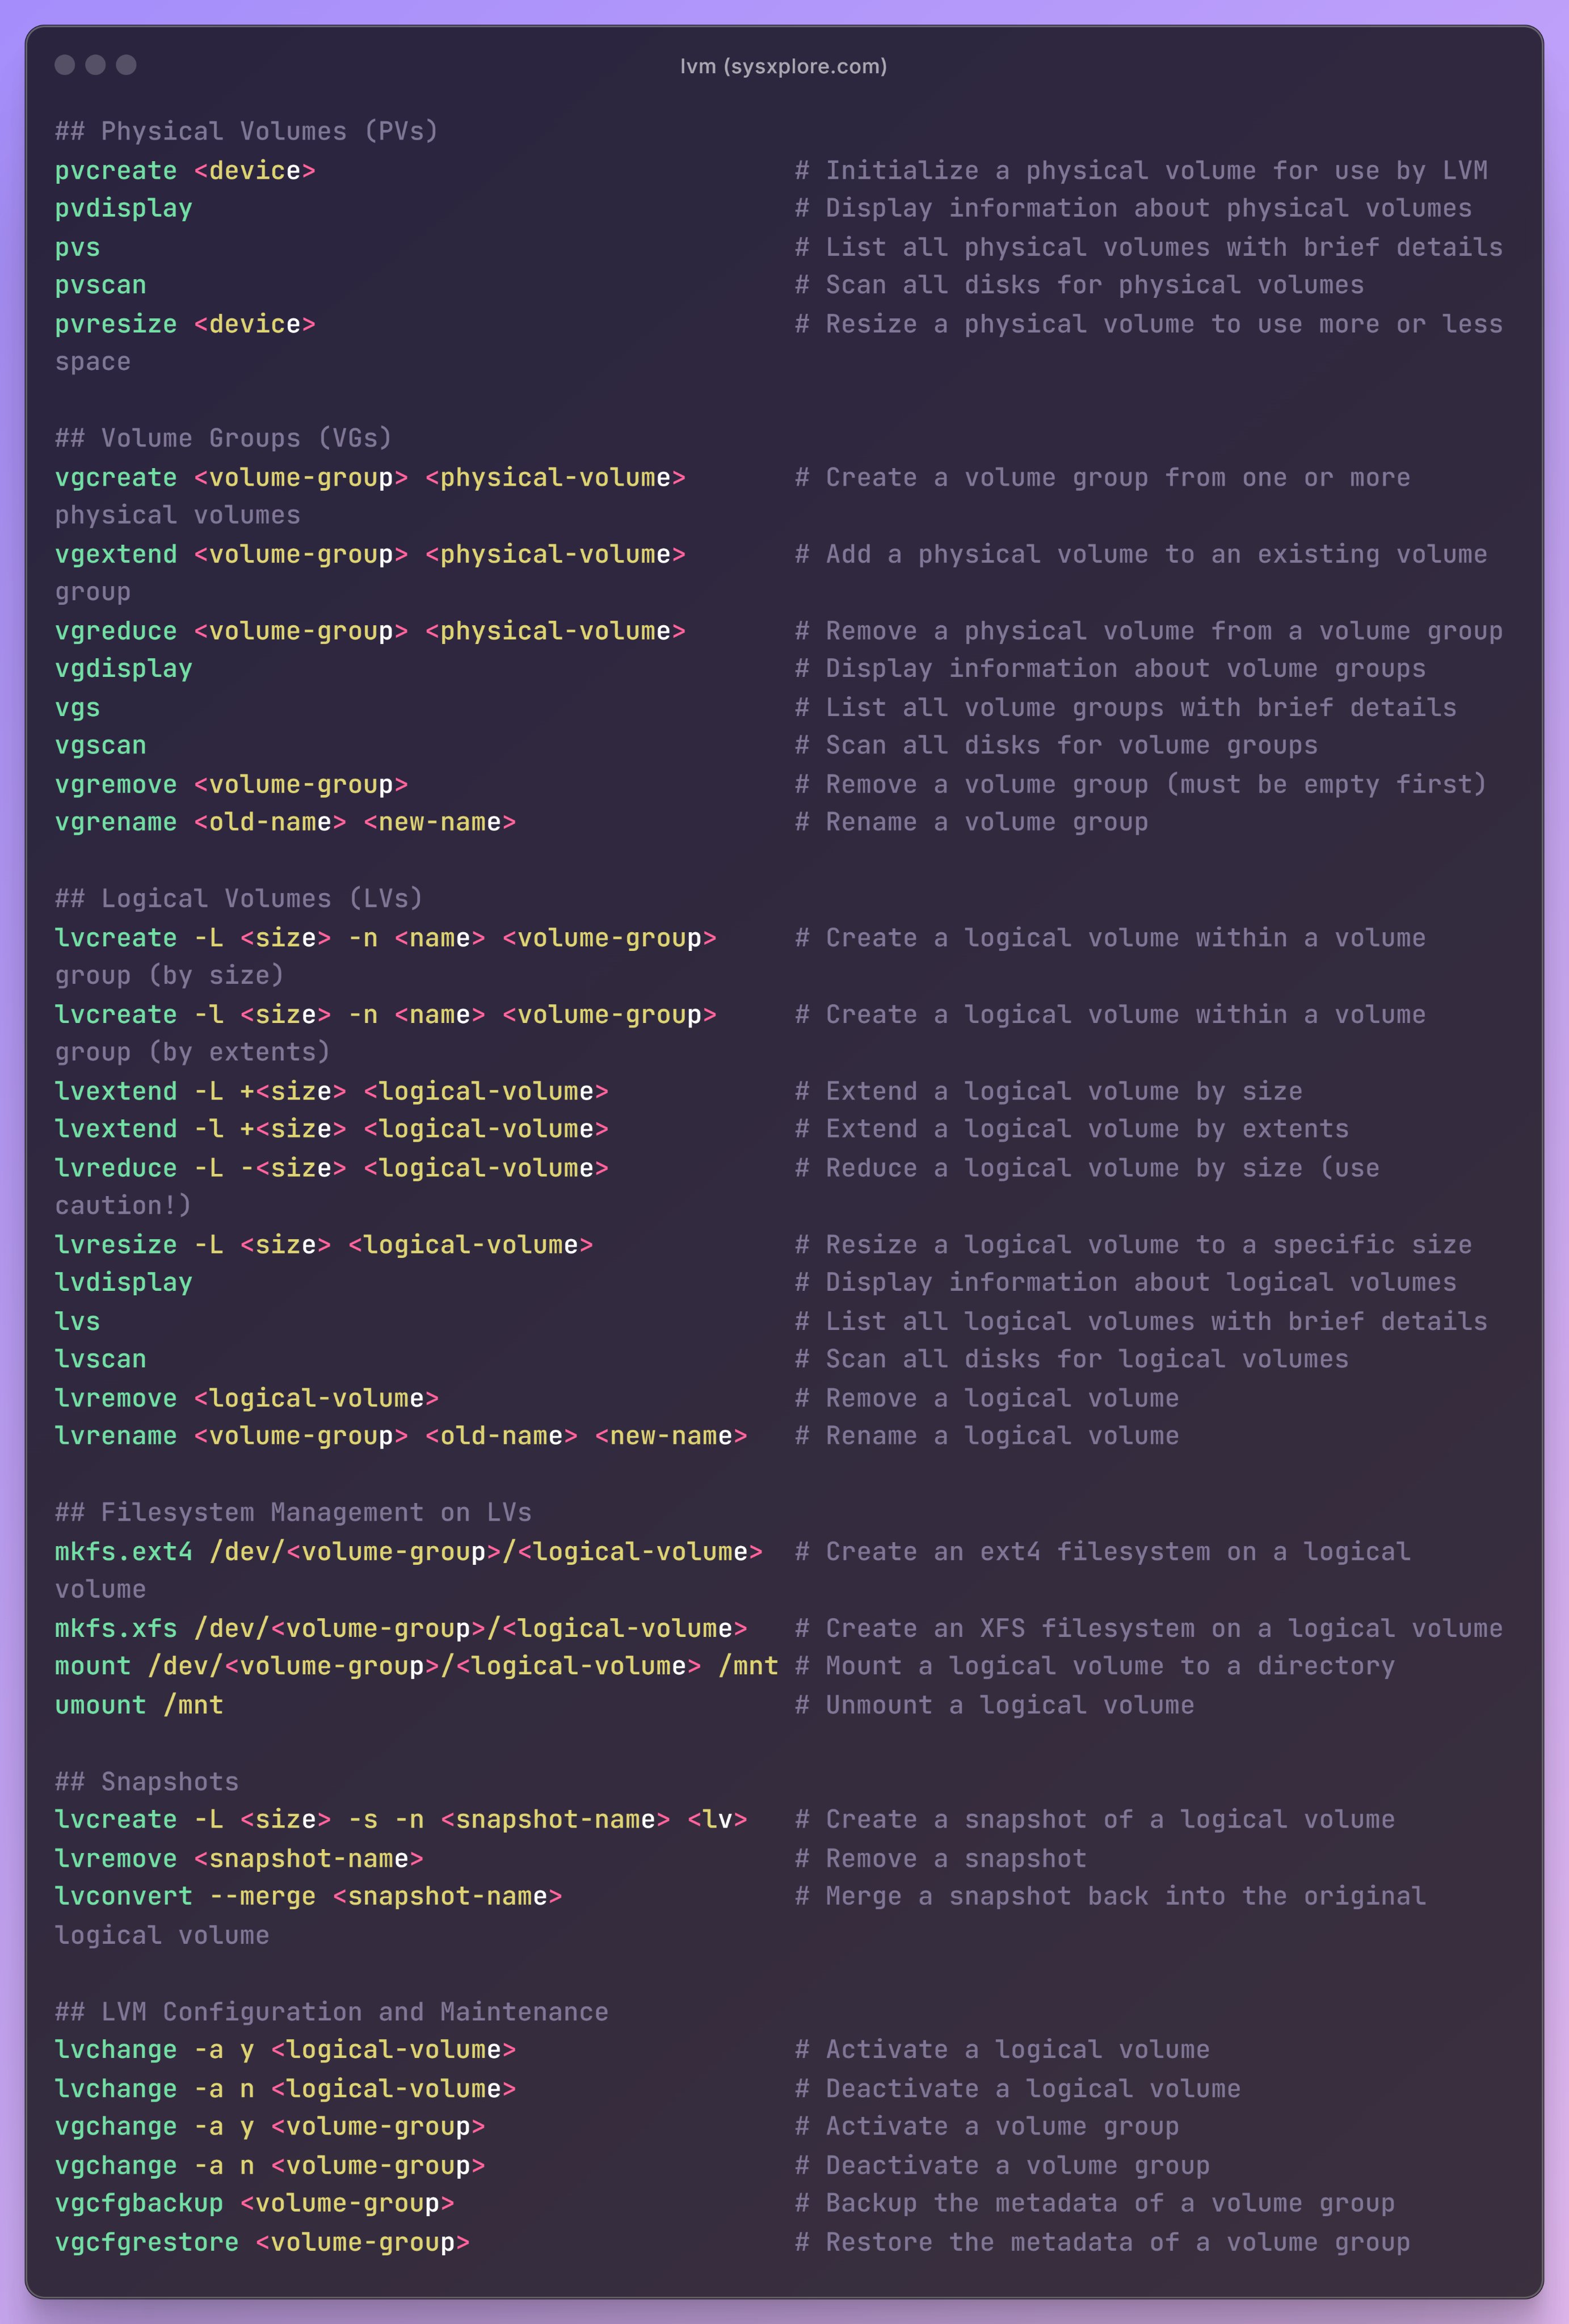 lvm (sysxplore.com)
## Physical Volumes (PVs)
pvcreate <device> # Initialize a physical volume for use by LVM
pvdisplay # Display information about physical volumes
pvs # List all physical volumes with brief details
pvscan # Scan all disks for physical volumes
pvresize <device> # Resize a physical volume to use more or less
space
## Volume Groups (VGs)
vgcreate <volume-group> <physical-volume> # Create a volume group from one or more
physical volumes
vgextend <volume-group> <physical-volume> # Add a physical volume to an existing volume
group
vgreduce <volume-group> <physical-volume> # Remove a physical volume from a volume group
vgdisplay # Display information about volume groups
vgs # List all volume groups with brief details
vgscan # Scan all disks for volume groups
vgremove <volume-group> # Remove a volume group (must be empty first)
vgrename <old-name> <new-name> # Rename a volume group
## Logical Volumes (LVs)
lvcreate -L <size> -n <name> <volume-group> # Create a logical volume within a volume
group (by size)
lvcreate -l <size> -n <name> <volume-group> # Create a logical volume within a volume
group (by extents)
lvextend -L +<size> <logical-volume> # Extend a logical volume by size
lvextend -l +<size> <logical-volume> # Extend a logical volume by extents
lvreduce -L -<size> <logical-volume> # Reduce a logical volume by size (use
caution!)
lvresize -L <size> <logical-volume> # Resize a logical volume to a specific size
lvdisplay # Display information about logical volumes
lvs # List all logical volumes with brief details
lvscan # Scan all disks for logical volumes
lvremove <logical-volume> # Remove a logical volume
lvrename <volume-group> <old-name> <new-name> # Rename a logical volume
## Filesystem Management on LVs
mkfs.ext4 /dev/<volume-group>/<logical-volume> # Create an ext4 filesystem on a logical
volume
mkfs.xfs /dev/<volume-group>/<logical-volume> # Create an XFS filesystem on a logical volume
mount /dev/<volume-group>/<logical-volume> /mnt # Mount a logical volume to a directory
umount /mnt # Unmount a logical volume
## Snapshots
lvcreate -L <size> -s -n <snapshot-name> <lv> # Create a snapshot of a logical volume
lvremove <snapshot-name> # Remove a snapshot
lvconvert --merge <snapshot-name> # Merge a snapshot back into the original
logical volume
## LVM Configuration and Maintenance
lvchange -a y <logical-volume> # Activate a logical volume
lvchange -a n <logical-volume> # Deactivate a logical volume
vgchange -a y <volume-group> # Activate a volume group
vgchange -a n <volume-group> # Deactivate a volume group
vgcfgbackup <volume-group> # Backup the metadata of a volume group
vgcfgrestore <volume-group> # Restore the metadata of a volume group